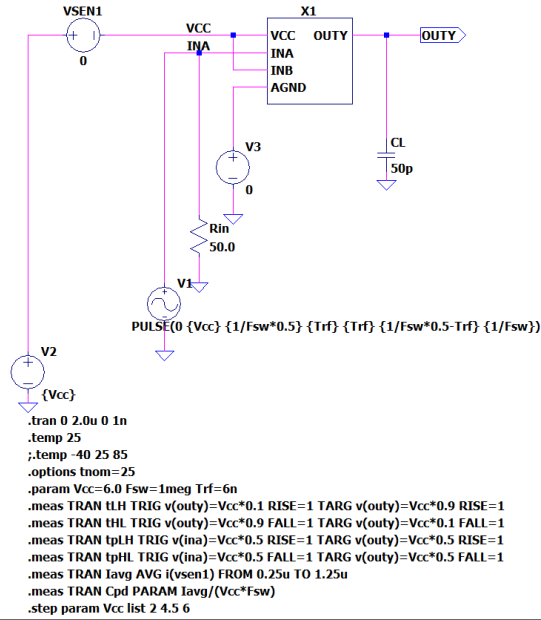 VSEN1
X1
VCC
VCC
OUTY
OUTY
INA
INA
INB
AGND
0
CL
50p
V3
0
Rin
50.0
V1
PULSE(0 {Vcc} {1/Fsw*0.5} {Trf} {Trf} {1/Fsw*0.5-Trf} {1/Fsw})
V2
{Vcc}
.tran 0 2.0u 0 1n
.temp 25
;.temp -40 25 85
.options tnom=25
.param Vcc=6.0 Fsw=1meg Trf=6n
.meas TRAN tLH TRIG v(outy)=Vcc*0.1 RISE=1 TARG v(outy)=Vcc*0.9 RISE=1
.meas TRAN tHL TRIG v(outy)=Vcc*0.9 FALL=1 TARG v(outy)=Vcc*0.1 FALL=1
.meas TRAN tpLH TRIG v(ina)=Vcc*0.5 RISE=1 TARG v(outy)=Vcc*0.5 RISE=1
.meas TRAN tpHL TRIG v(ina)=Vcc*0.5 FALL=1 TARG v(outy)=Vcc*0.5 FALL=1
.meas TRAN Iavg AVG i(vsen1) FROM 0.25u TO 1.25u
.meas TRAN Cpd PARAM Iavg/(Vcc*Fsw)
.step param Vcc list 2 4.5 6